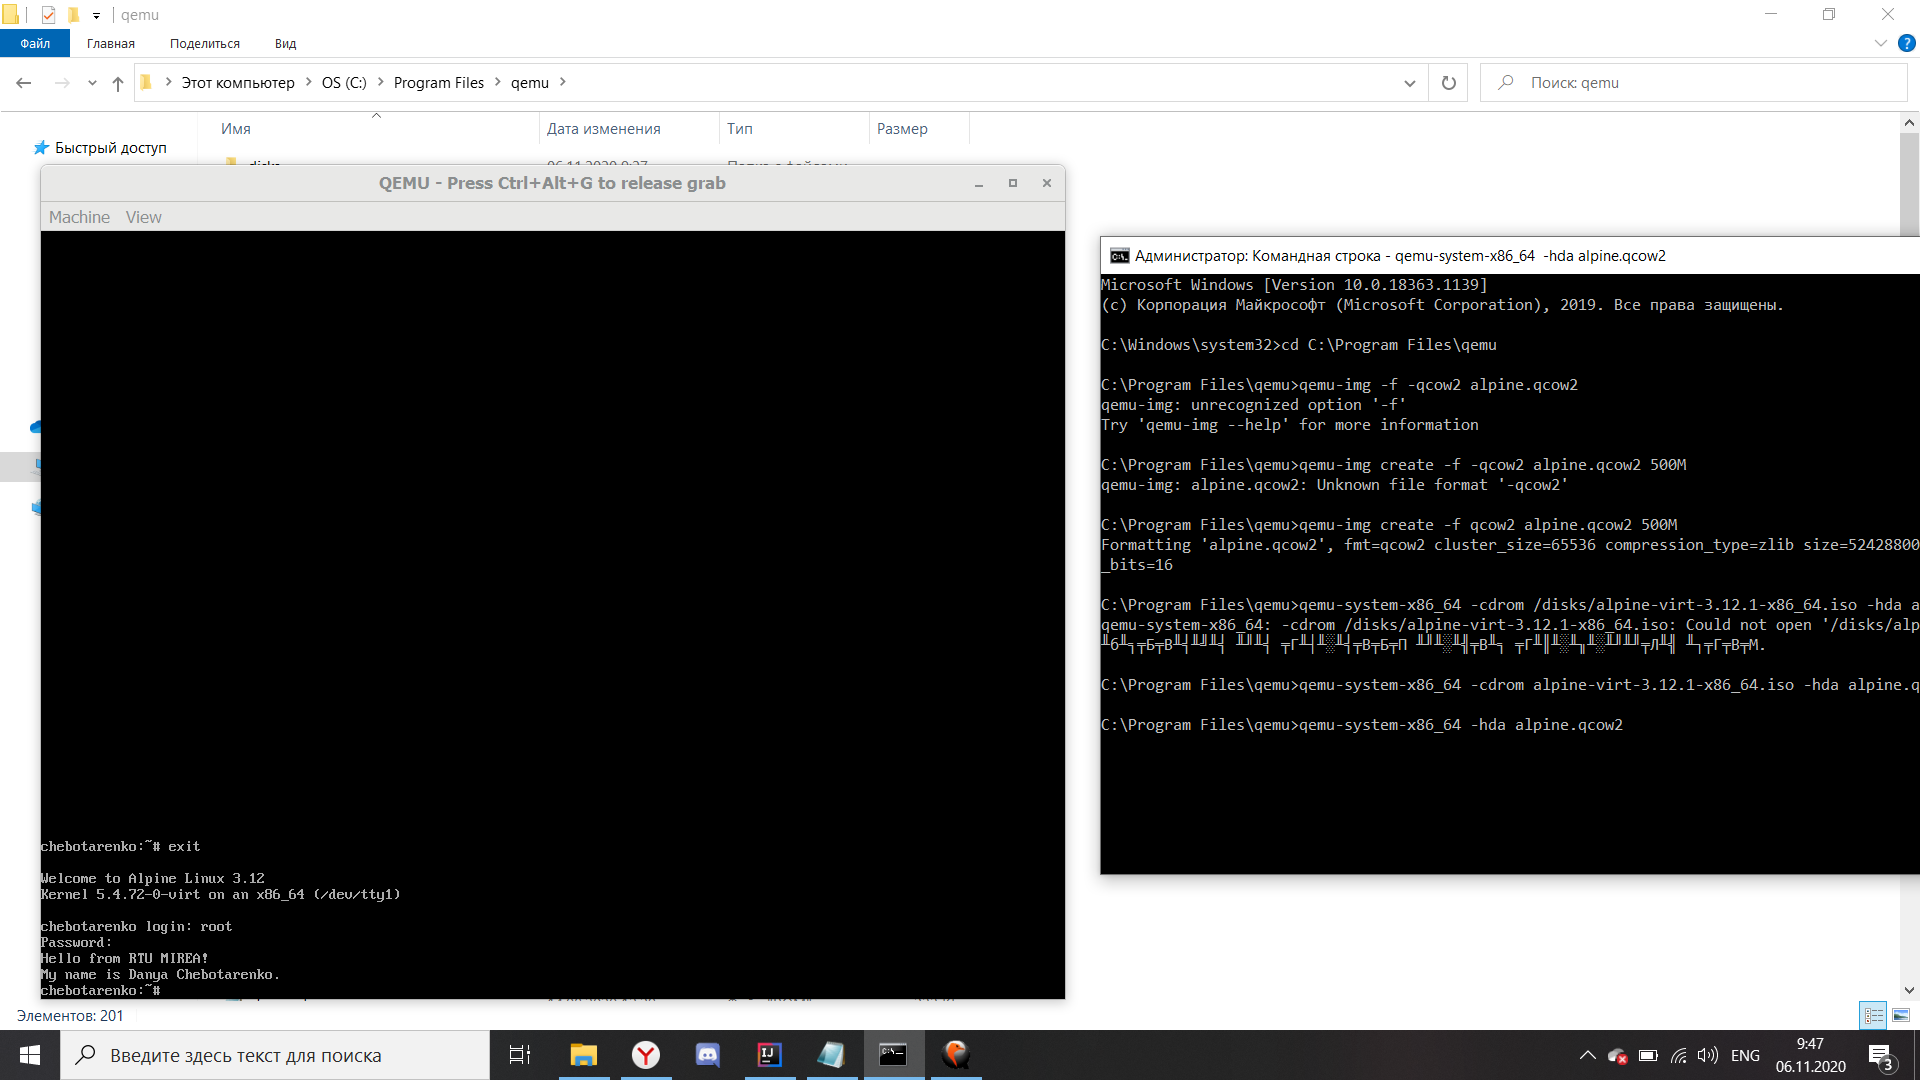 qemu
Файл Главная Поделиться Вид
Этот компьютер OS (C:) Program Files qemu
Поиск: qemu
Имя Дата изменения Тип Размер
Быстрый доступ
QEMU - Press Ctrl+Alt+G to release grab
Machine View
chebotarenko:~# exit
Welcome to Alpine Linux 3.12
Kernel 5.4.72-0-virt on an x86_64 (/dev/tty1)
chebotarenko login: root
Password:
Hello from RTU MIREA!
My name is Danya Chebotarenko.
chebotarenko:~#
Администратор: Командная строка - qemu-system-x86_64 -hda alpine.qcow2
Microsoft Windows [Version 10.0.18363.1139]
(c) Корпорация Майкрософт (Microsoft Corporation), 2019. Все права защищены.
C:\Windows\system32>cd C:\Program Files\qemu
C:\Program Files\qemu>qemu-img -f -qcow2 alpine.qcow2
qemu-img: unrecognized option '-f'
Try 'qemu-img --help' for more information
C:\Program Files\qemu>qemu-img create -f -qcow2 alpine.qcow2 500M
qemu-img: alpine.qcow2: Unknown file format '-qcow2'
C:\Program Files\qemu>qemu-img create -f qcow2 alpine.qcow2 500M
Formatting 'alpine.qcow2', fmt=qcow2 cluster_size=65536 compression_type=zlib size=52428800
_bits=16
C:\Program Files\qemu>qemu-system-x86_64 -cdrom /disks/alpine-virt-3.12.1-x86_64.iso -hda a
qemu-system-x86_64: -cdrom /disks/alpine-virt-3.12.1-x86_64.iso: Could not open '/disks/alp
C:\Program Files\qemu>qemu-system-x86_64 -cdrom alpine-virt-3.12.1-x86_64.iso -hda alpine.q
C:\Program Files\qemu>qemu-system-x86_64 -hda alpine.qcow2
Элементов: 201
Введите здесь текст для поиска
ENG
9:47
06.11.2020
3